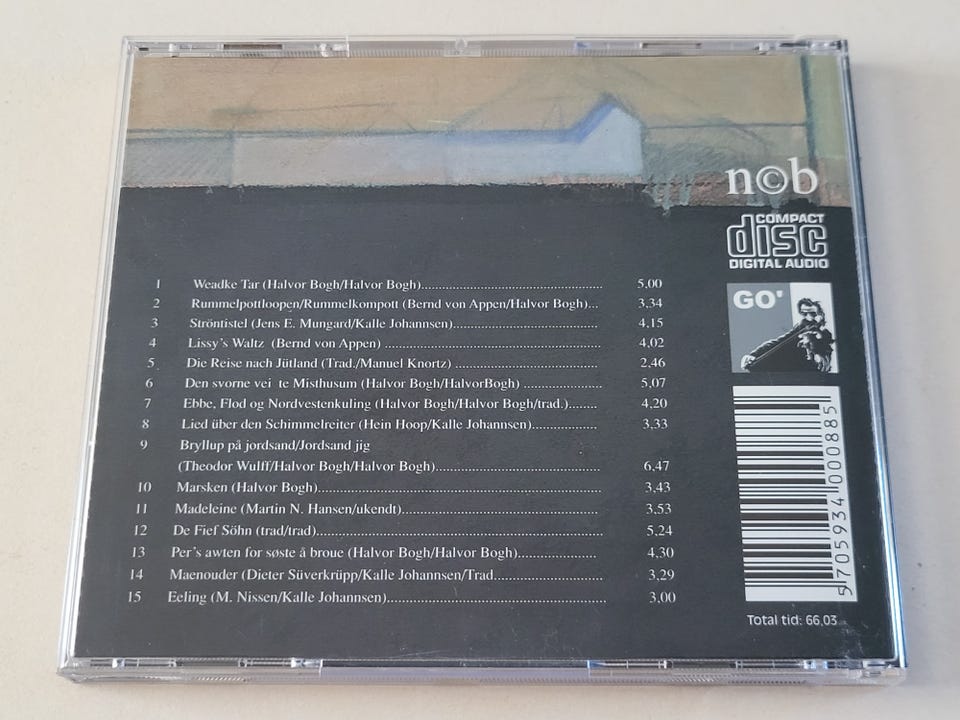 n©b
COMPACT
disc
DIGITAL AUDIO
GO'
1 Weadke Tar (Halvor Bogh/Halvor Bogh)............................................. 5,00
2 Rummelpottloopen/Rummelkompott (Bernd von Appen/Halvor Bogh)... 3,34
3 Ströntistel (Jens E. Mungard/Kalle Johannsen).................................... 4,15
4 Lissy's Waltz (Bernd von Appen) ..................................................... 4,02
5. Die Reise nach Jütland (Trad./Manuel Knortz) ................................... 2,46
6 Den svorne vei te Misthusum (Halvor Bogh/HalvorBogh) ................... 5,07
7 Ebbe, Flod og Nordvestenkuling (Halvor Bogh/Halvor Bogh/trad.)....... 4,20
8 Lied über den Schimmelreiter (Hein Hoop/Kalle Johannsen)................ 3,33
9 Bryllup på jordsand/Jordsand jig
(Theodor Wulff/Halvor Bogh/Halvor Bogh)......................................... 6,47
10 Marsken (Halvor Bogh)..................................................................... 3,43
11 Madeleine (Martin N. Hansen/ukendt)................................................ 3.53
12 De Fief Söhn (trad/trad)..................................................................... 5,24
13 Per's awten for søste å broue (Halvor Bogh/Halvor Bogh)................... 4,30
14 Maenouder (Dieter Süverkrüpp/Kalle Johannsen/Trad.......................... 3,29
15 Eeling (M. Nissen/Kalle Johannsen)..................................................... 3,00
5 705934 000885
Total tid: 66,03